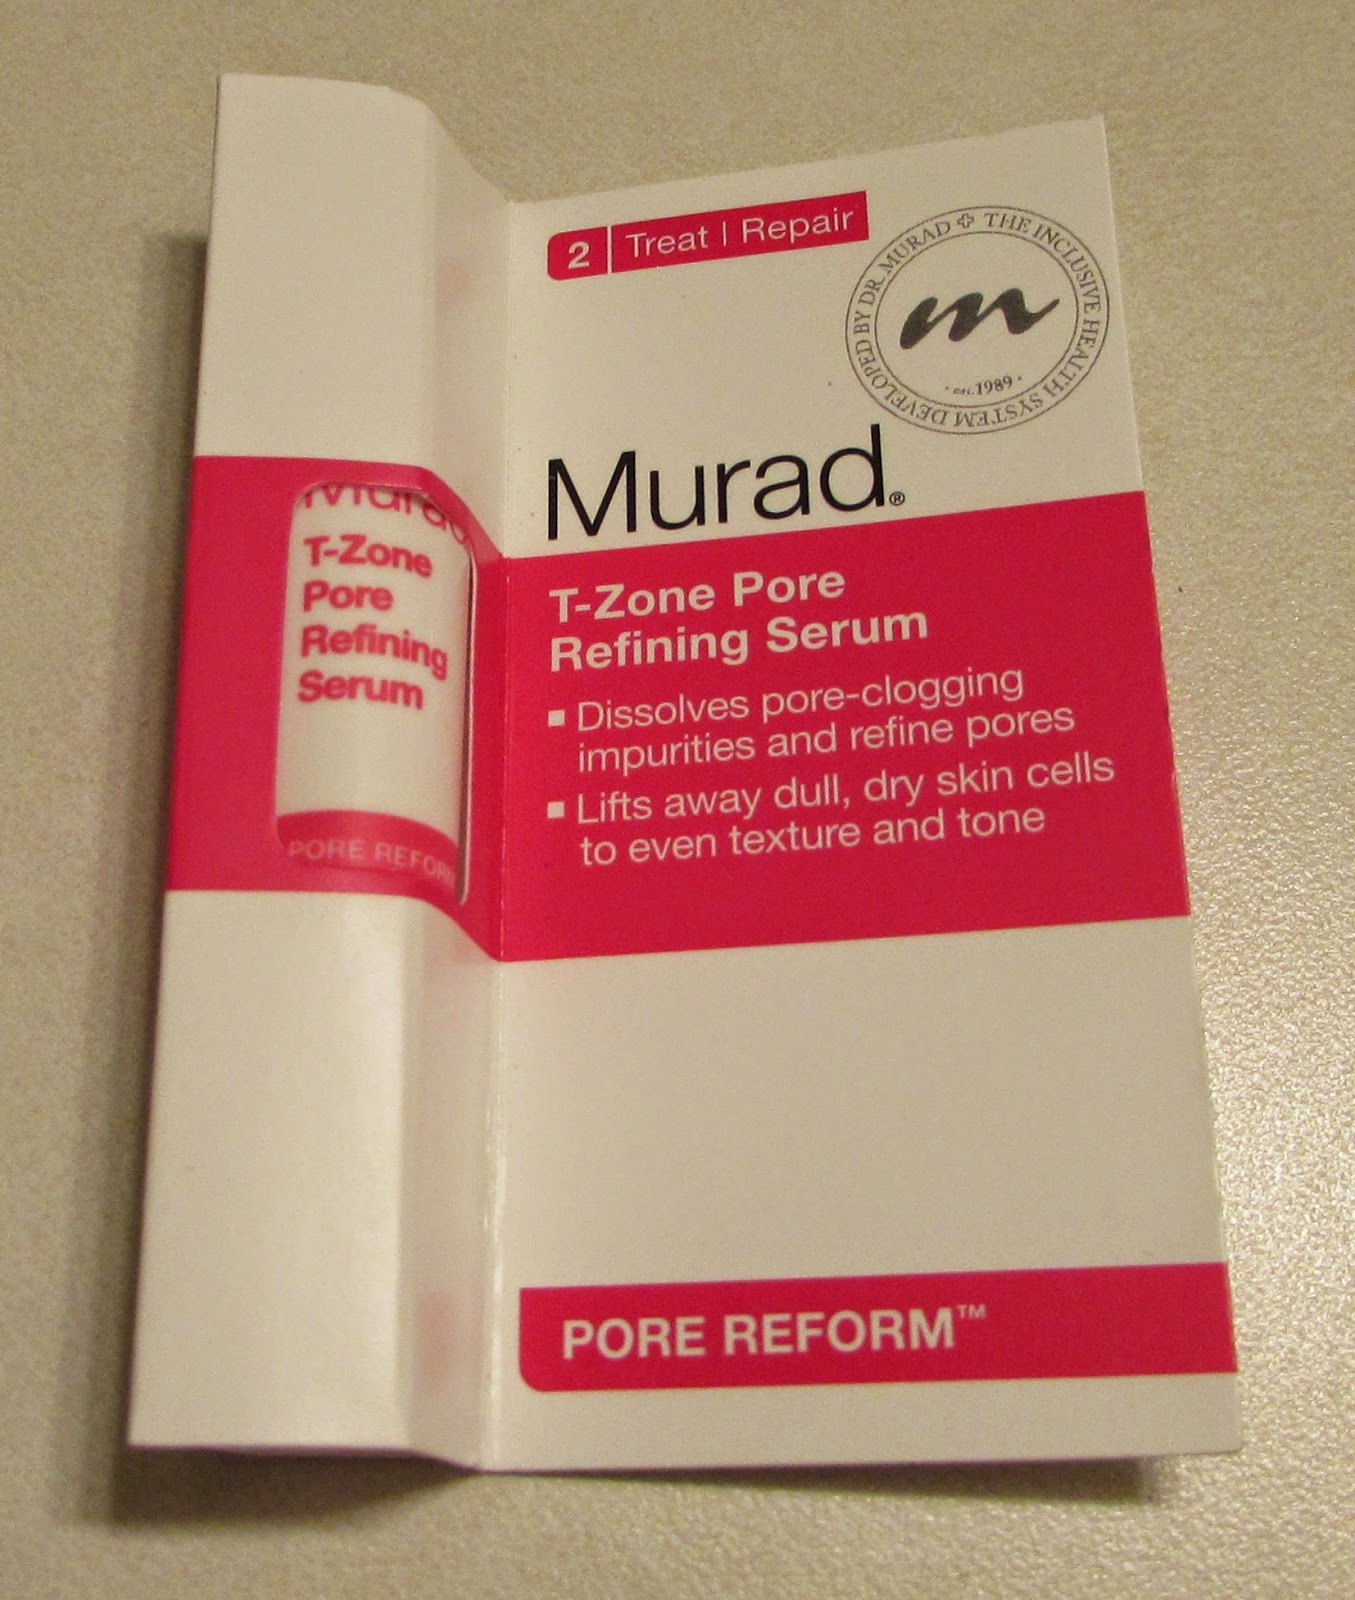 2 Treat | Repair
DEVELOPED BY DR. MURAD THE INCLUSIVE HEALTH SYSTEM
m
· EST. 1989 ·
Murad®
T-Zone Pore
Refining Serum
▪ Dissolves pore-clogging
impurities and refine pores
▪ Lifts away dull, dry skin cells
to even texture and tone
PORE REFORM™
Murad
T-Zone
Pore
Refining
Serum
PORE REFORM